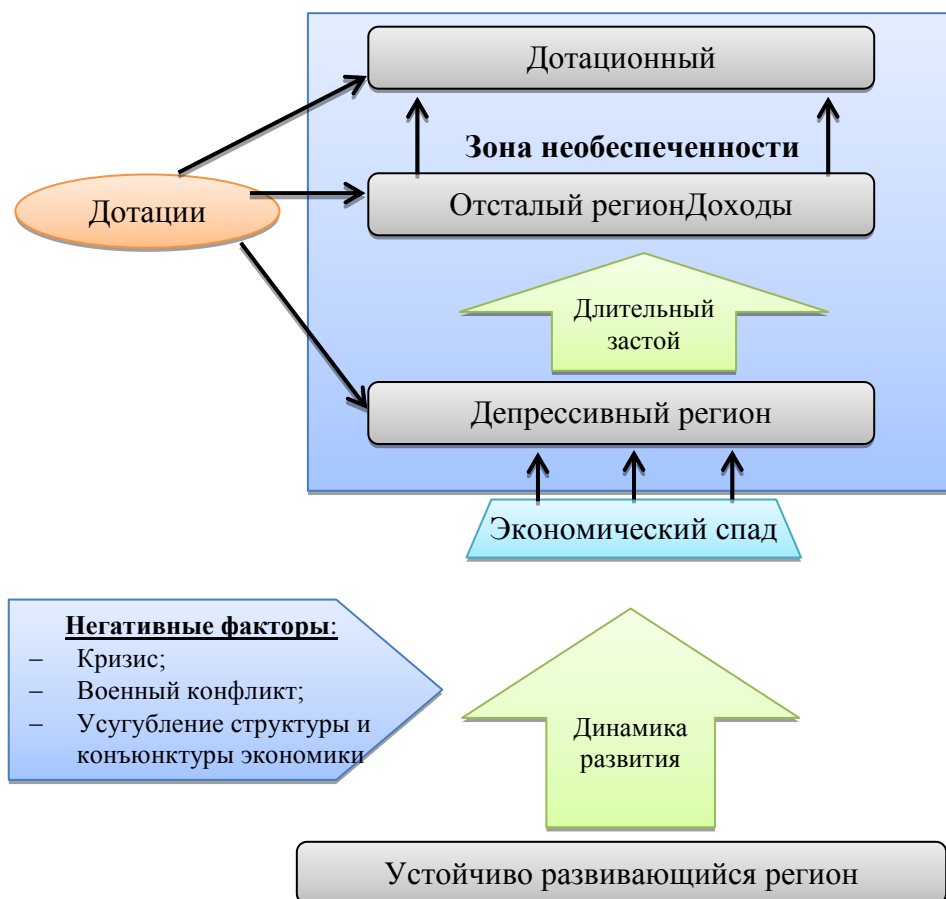 Дотационный
Зона необеспеченности
Дотации
Отсталый регионДоходы
Длительный
застой
Депрессивный регион
Экономический спад
Негативные факторы:
– Кризис;
– Военный конфликт;
– Усугубление структуры и
конъюнктуры экономики
Динамика
развития
Устойчиво развивающийся регион